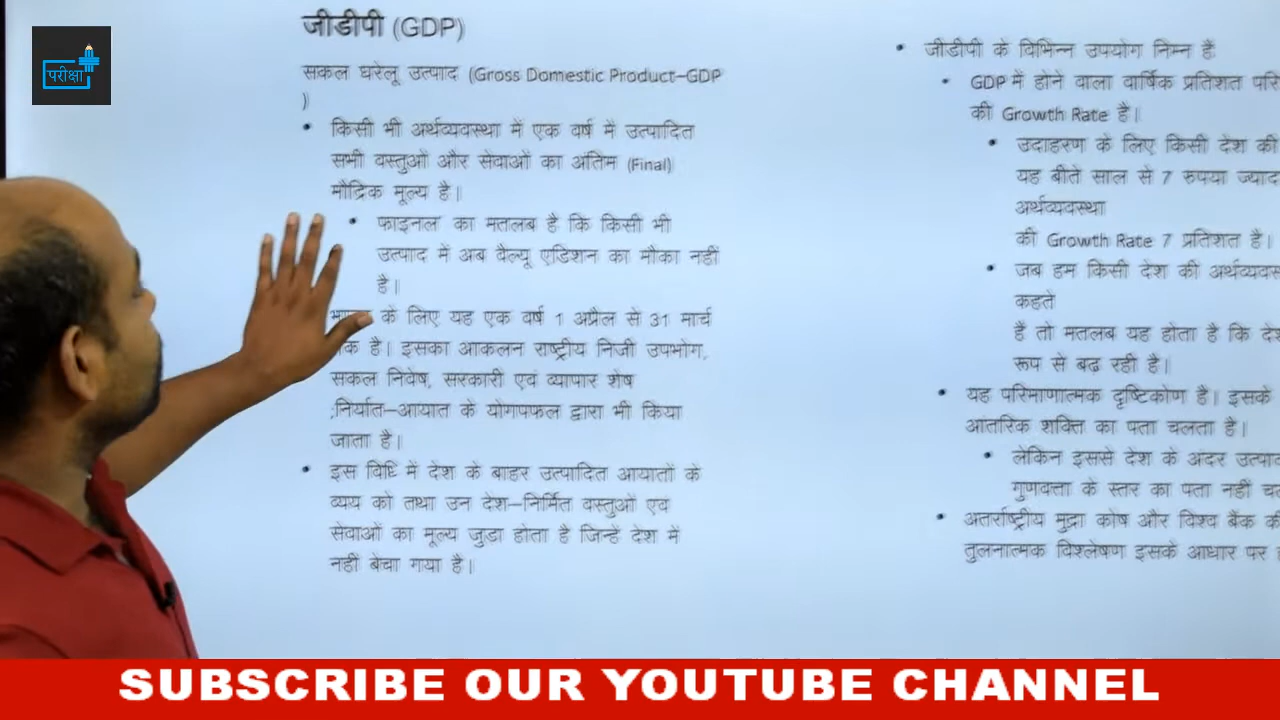 परीक्षा
जीडीपी (GDP)
सकल घरेलू उत्पाद (Gross Domestic Product–GDP
)
• किसी भी अर्थव्यवस्था में एक वर्ष में उत्पादित
सभी वस्तुओं और सेवाओं का अंतिम (Final)
मौद्रिक मूल्य है।
• फाइनल का मतलब है कि किसी भी
उत्पाद में अब वैल्यू एडिशन का मौका नहीं
है।
के लिए यह एक वर्ष 1 अप्रैल से 31 मार्च
है। इसका आकलन राष्ट्रीय निजी उपभोग,
सकल निवेष, सरकारी एवं व्यापार शेष
;निर्यात–आयात के योगपफल द्वारा भी किया
जाता है।
• इस विधि में देश के बाहर उत्पादित आयातों के
व्यय को तथा उन देश–निर्मित वस्तुओं एवं
सेवाओं का मूल्य जुडा होता है जिन्हें देश में
नहीं बेचा गया है।
• जीडीपी के विभिन्न उपयोग निम्न हैं
• GDP में होने वाला वार्षिक प्रतिशत
की Growth Rate है।
• उदाहरण के लिए किसी देश की
यह बीते साल से 7 रुपया
अर्थव्यवस्था
की Growth Rate 7 प्रतिशत है।
• जब हम किसी देश की
कहते
हैं तो मतलब यह होता है कि
रूप से बढ रही है।
• यह परिमाणात्मक दृष्टिकोण है। इसके
आंतरिक शक्ति का पता चलता है।
• लेकिन इससे देश के अंदर
गुणवत्ता के स्तर का पता नहीं
• अतर्राष्ट्रीय मुद्रा कोष और विश्व बैंक
तुलनात्मक विश्लेषण इसके आधार पर
SUBSCRIBE OUR YOUTUBE CHANNEL